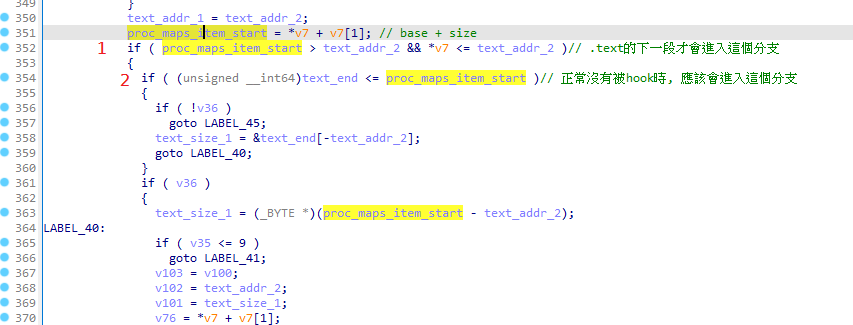 349 }
350 text_addr_1 = text_addr_2;
351 proc_maps_item_start = *v7 + v7[1]; // base + size
1 352 if ( proc_maps_item_start > text_addr_2 && *v7 <= text_addr_2 )// .text的下一段才會進入這個分支
353 {
2 354 if ( (unsigned __int64)text_end <= proc_maps_item_start )// 正常沒有被hook時, 應該會進入這個分支
355 {
356 if ( !v36 )
357 goto LABEL_45;
358 text_size_1 = &text_end[-text_addr_2];
359 goto LABEL_40;
360 }
361 if ( v36 )
362 {
363 text_size_1 = (_BYTE *)(proc_maps_item_start - text_addr_2);
364 LABEL_40:
365 if ( v35 <= 9 )
366 goto LABEL_41;
367 v103 = v100;
368 v102 = text_addr_2;
369 v101 = text_size_1;
370 v76 = *v7 + v7[1];